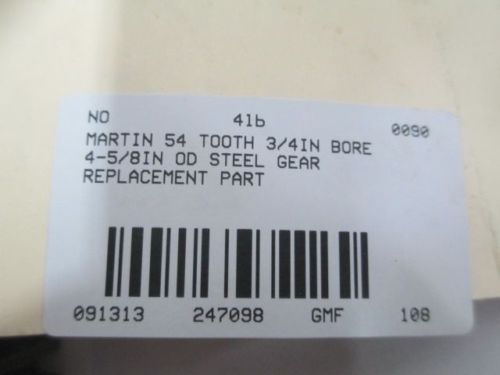 NO 4lb 0090
MARTIN 54 TOOTH 3/4IN BORE
4-5/8IN OD STEEL GEAR
REPLACEMENT PART
091313 247098 GMF 108